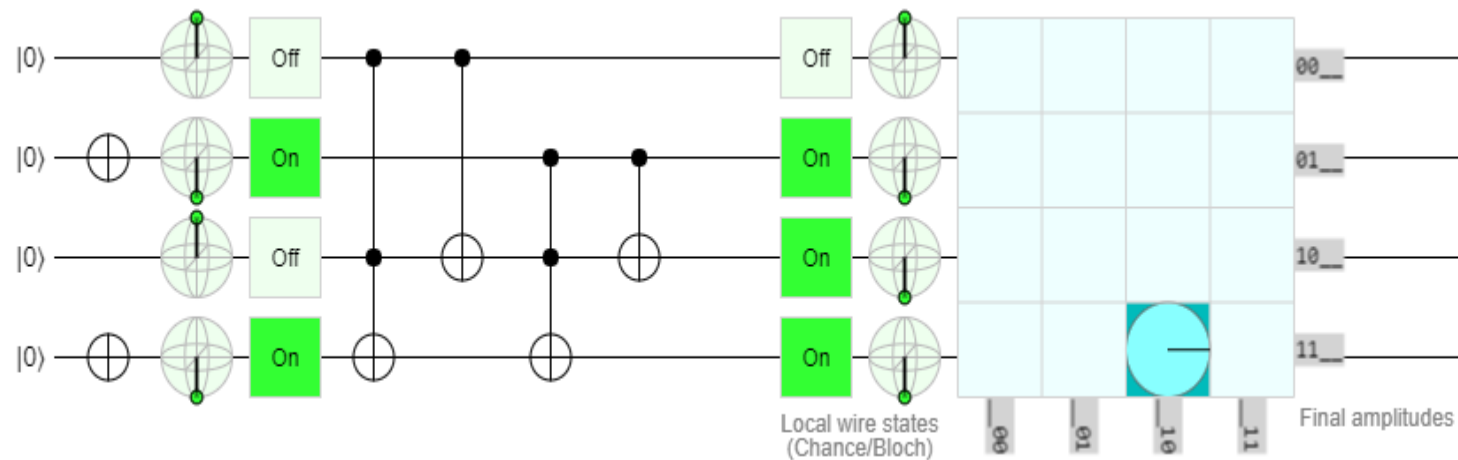 |0⟩ Off Off 00__
|0⟩ On On 01__
|0⟩ Off On 10__
|0⟩ On On 11__
Local wire states
(Chance/Bloch)
__00 __01 __10 __11
Final amplitudes